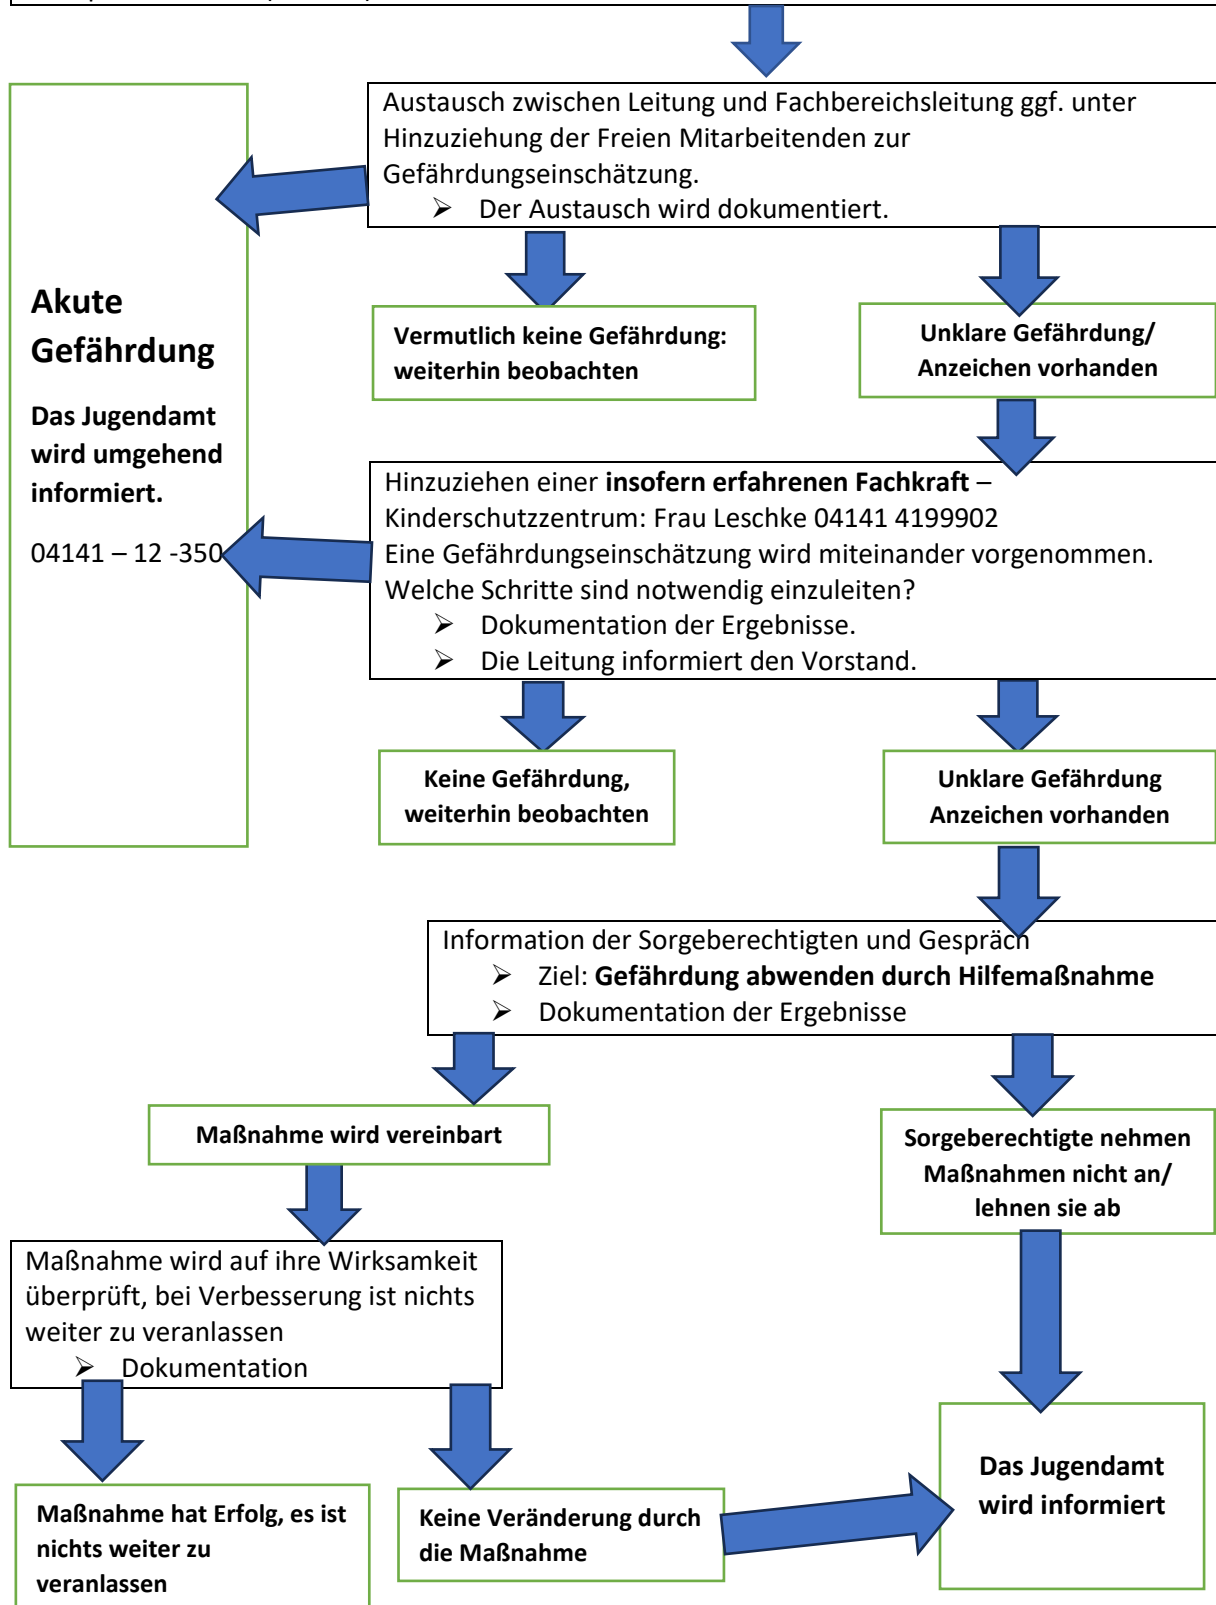 Austausch zwischen Leitung und Fachbereichsleitung ggf. unter
Hinzuziehung der Freien Mitarbeitenden zur
Gefährdungseinschätzung.
➢ Der Austausch wird dokumentiert.
Akute
Gefährdung
Das Jugendamt
wird umgehend
informiert.
04141 – 12 -350
Vermutlich keine Gefährdung:
weiterhin beobachten
Unklare Gefährdung/
Anzeichen vorhanden
Hinzuziehen einer insofern erfahrenen Fachkraft –
Kinderschutzzentrum: Frau Leschke 04141 4199902
Eine Gefährdungseinschätzung wird miteinander vorgenommen.
Welche Schritte sind notwendig einzuleiten?
➢ Dokumentation der Ergebnisse.
➢ Die Leitung informiert den Vorstand.
Keine Gefährdung,
weiterhin beobachten
Unklare Gefährdung
Anzeichen vorhanden
Information der Sorgeberechtigten und Gespräch
➢ Ziel: Gefährdung abwenden durch Hilfemaßnahme
➢ Dokumentation der Ergebnisse
Maßnahme wird vereinbart
Sorgeberechtigte nehmen
Maßnahmen nicht an/
lehnen sie ab
Maßnahme wird auf ihre Wirksamkeit
überprüft, bei Verbesserung ist nichts
weiter zu veranlassen
➢ Dokumentation
Maßnahme hat Erfolg, es ist
nichts weiter zu
veranlassen
Keine Veränderung durch
die Maßnahme
Das Jugendamt
wird informiert